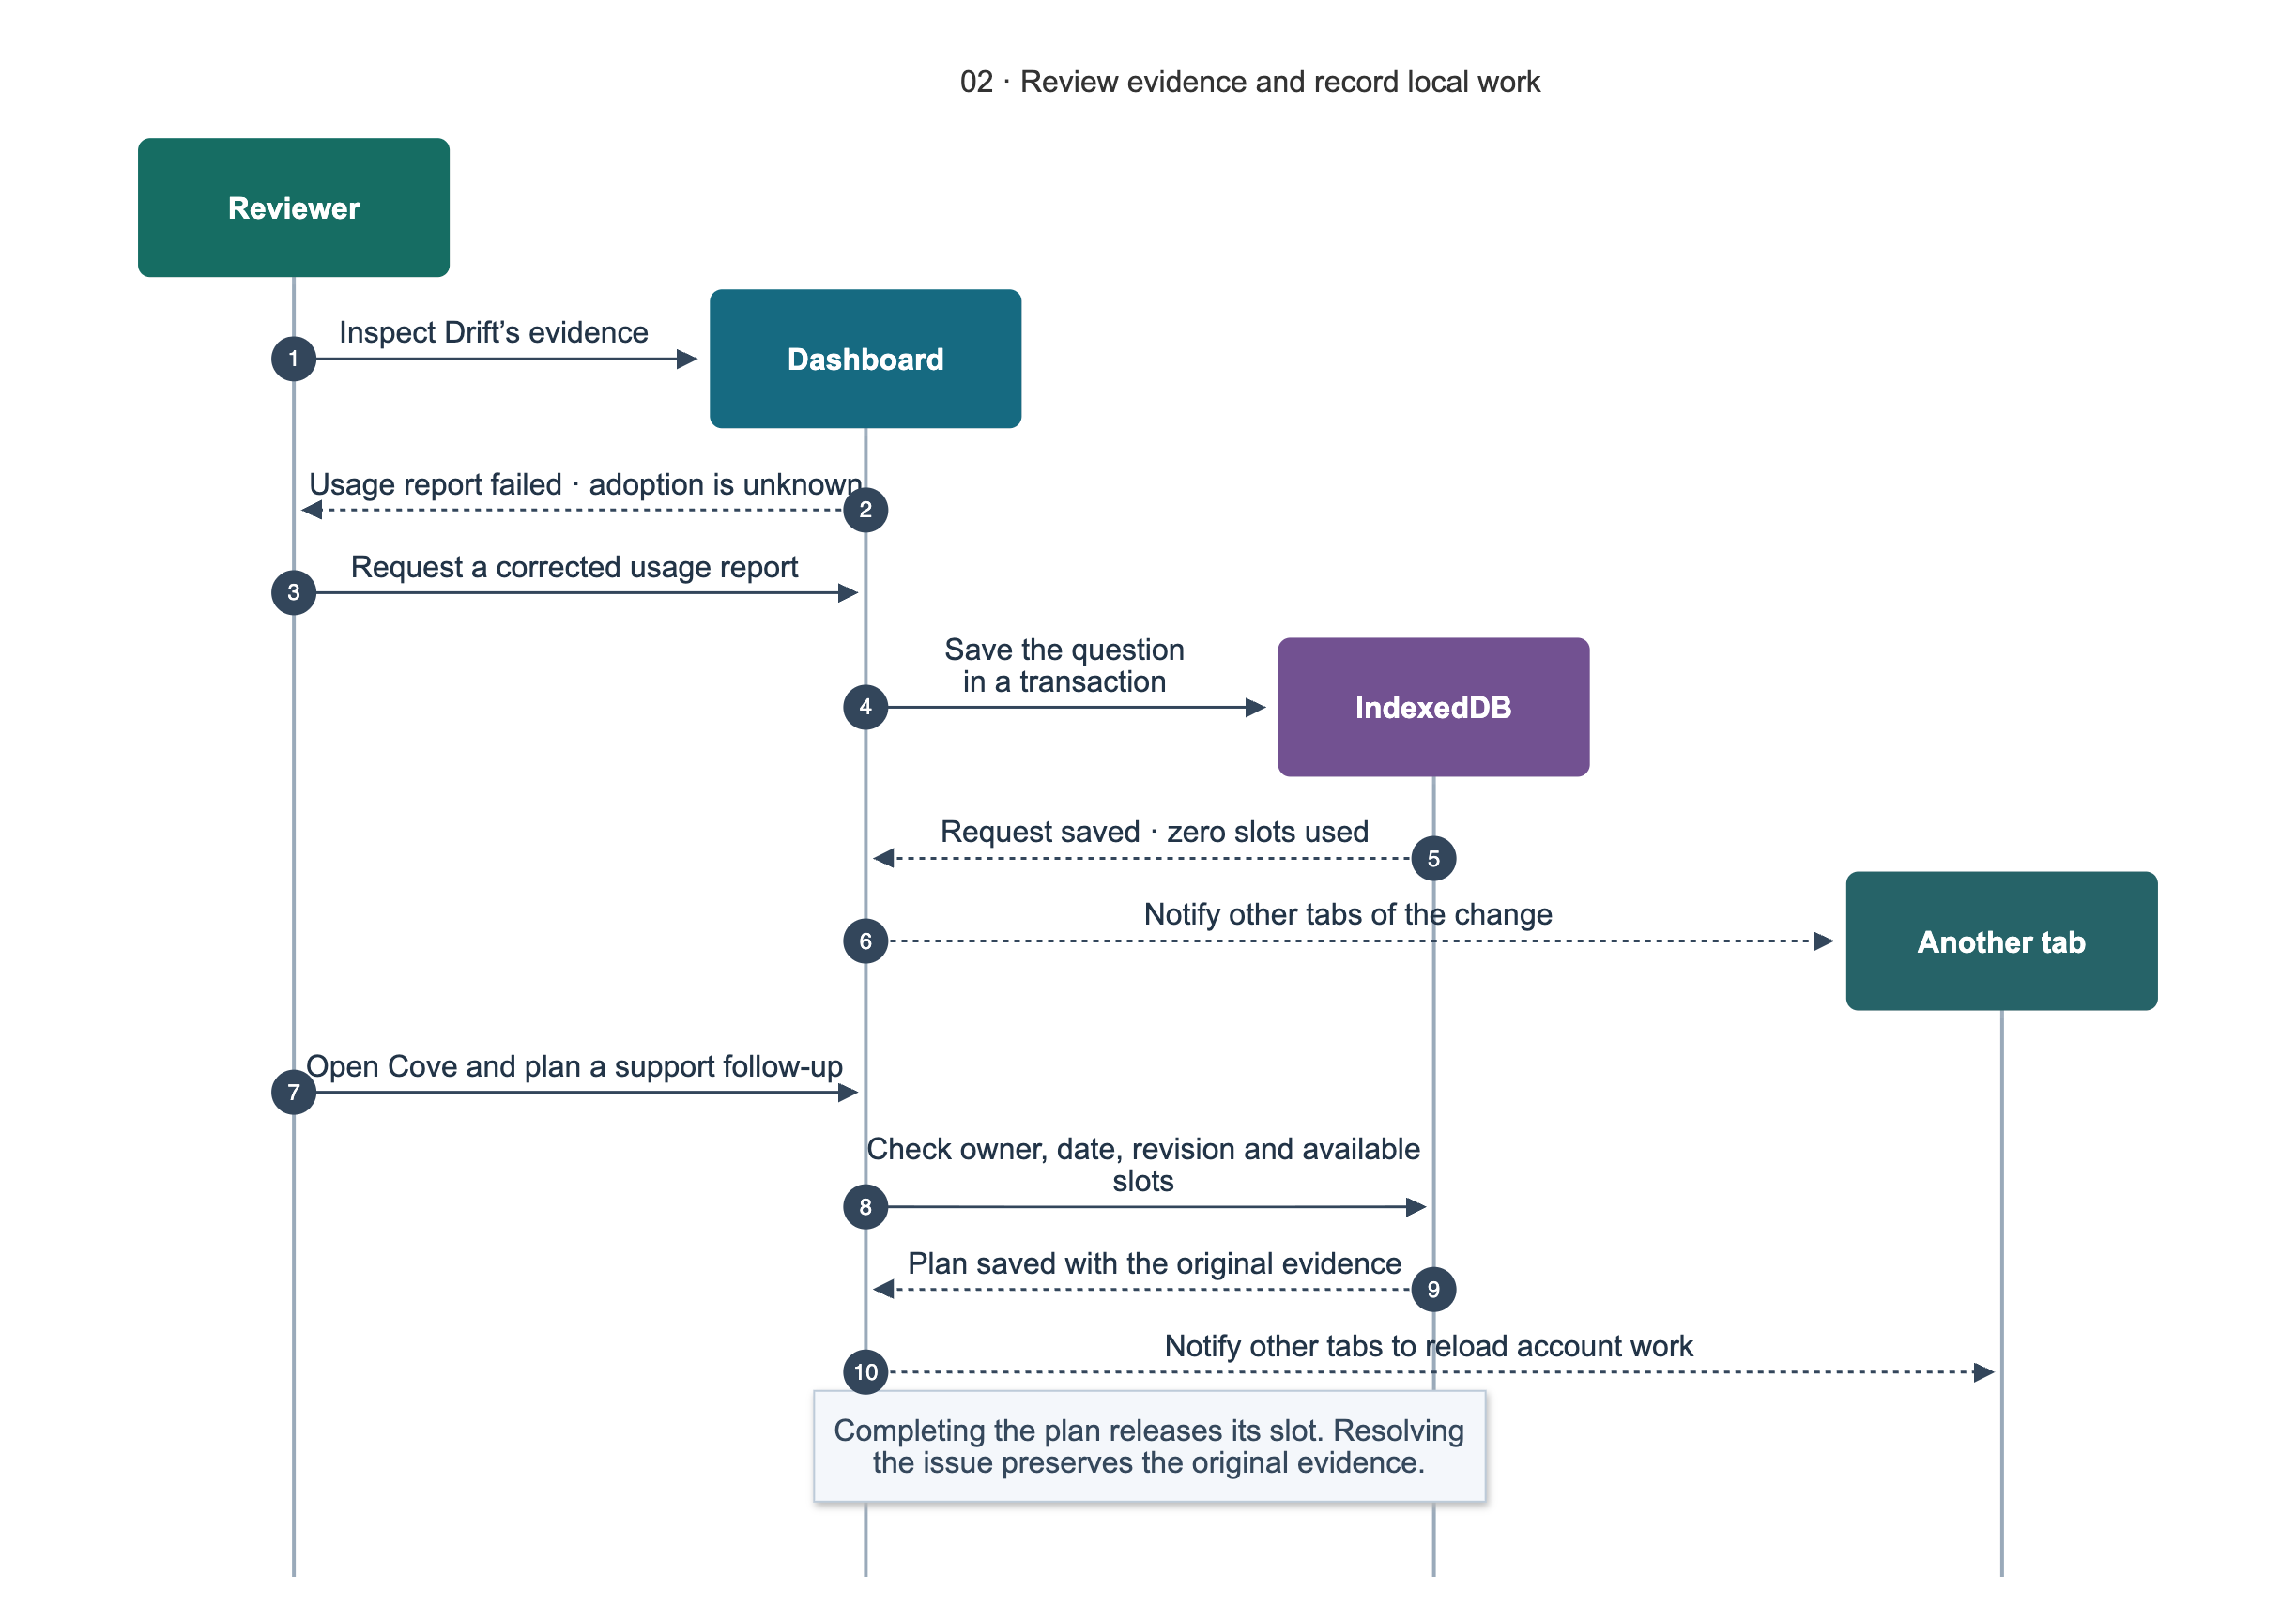 02 · Review evidence and record local work
Reviewer
Inspect Drift’s evidence
1
Dashboard
Usage report failed · adoption is unknown
2
Request a corrected usage report
3
Save the question
in a transaction
4
IndexedDB
Request saved · zero slots used
5
Notify other tabs of the change
6
Another tab
Open Cove and plan a support follow-up
7
Check owner, date, revision and available
slots
8
Plan saved with the original evidence
9
Notify other tabs to reload account work
10
Completing the plan releases its slot. Resolving
the issue preserves the original evidence.